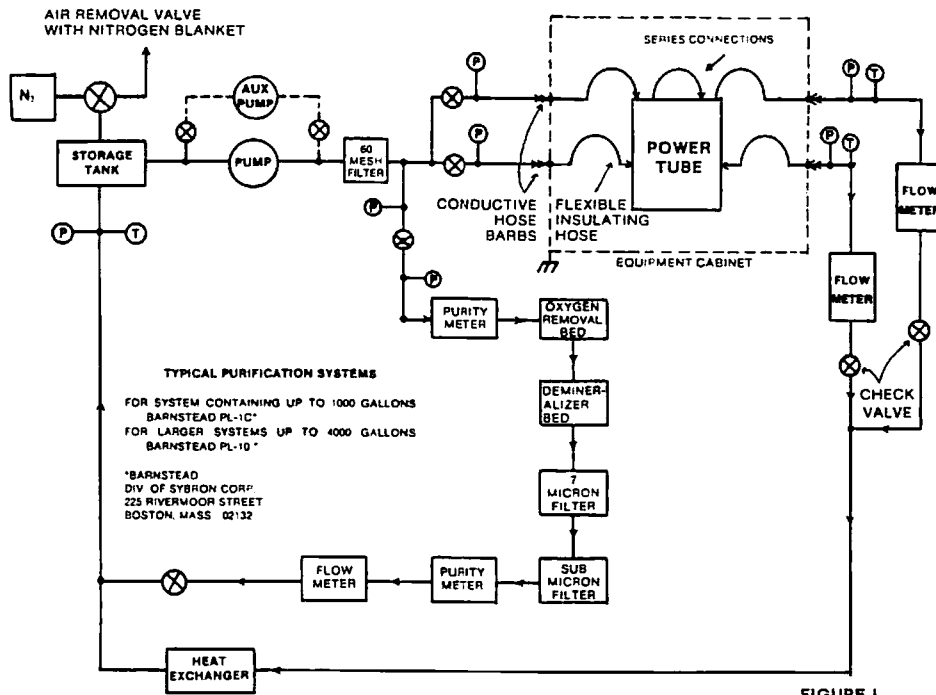 AIR REMOVAL VALVE
WITH NITROGEN BLANKET
N₂
AUX
PUMP
STORAGE
TANK
PUMP
60
MESH
FILTER
P
P
SERIES CONNECTIONS
POWER
TUBE
P
T
P
T
CONDUCTIVE
HOSE
BARBS
FLEXIBLE
INSULATING
HOSE
EQUIPMENT CABINET
FLOW
METER
FLOW
METER
CHECK
VALVE
P
T
P
P
PURITY
METER
OXYGEN
REMOVAL
BED
DEMINER-
ALIZER
BED
7
MICRON
FILTER
SUB
MICRON
FILTER
PURITY
METER
FLOW
METER
TYPICAL PURIFICATION SYSTEMS
FOR SYSTEM CONTAINING UP TO 1000 GALLONS
BARNSTEAD PL-1C*
FOR LARGER SYSTEMS UP TO 4000 GALLONS
BARNSTEAD PL-10*
*BARNSTEAD
DIV OF SYBRON CORP.
225 RIVERMOOR STREET
BOSTON, MASS 02132
HEAT
EXCHANGER
FIGURE I